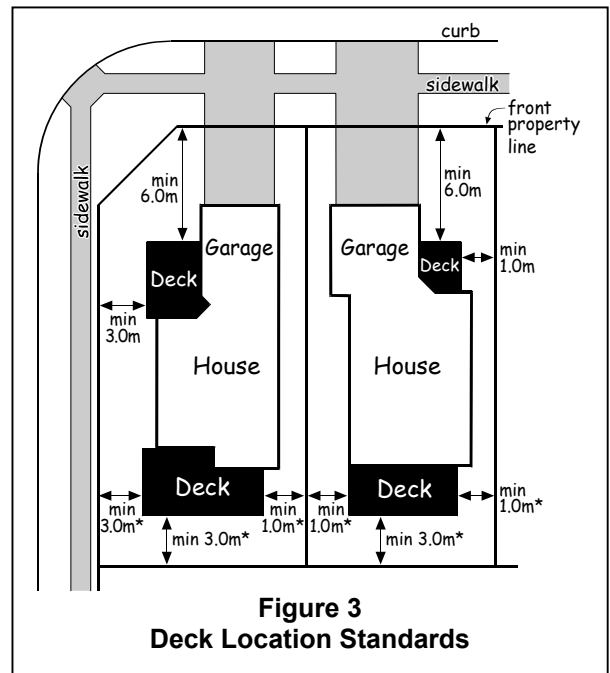 curb
sidewalk
front
property
line
sidewalk
min
6.0m
min
6.0m
Garage
Garage
min
1.0m
Deck
Deck
min
3.0m
House
House
Deck
Deck
min
3.0m*
min
1.0m*
min
1.0m*
min
1.0m*
min 3.0m*
min 3.0m*
Figure 3
Deck Location Standards